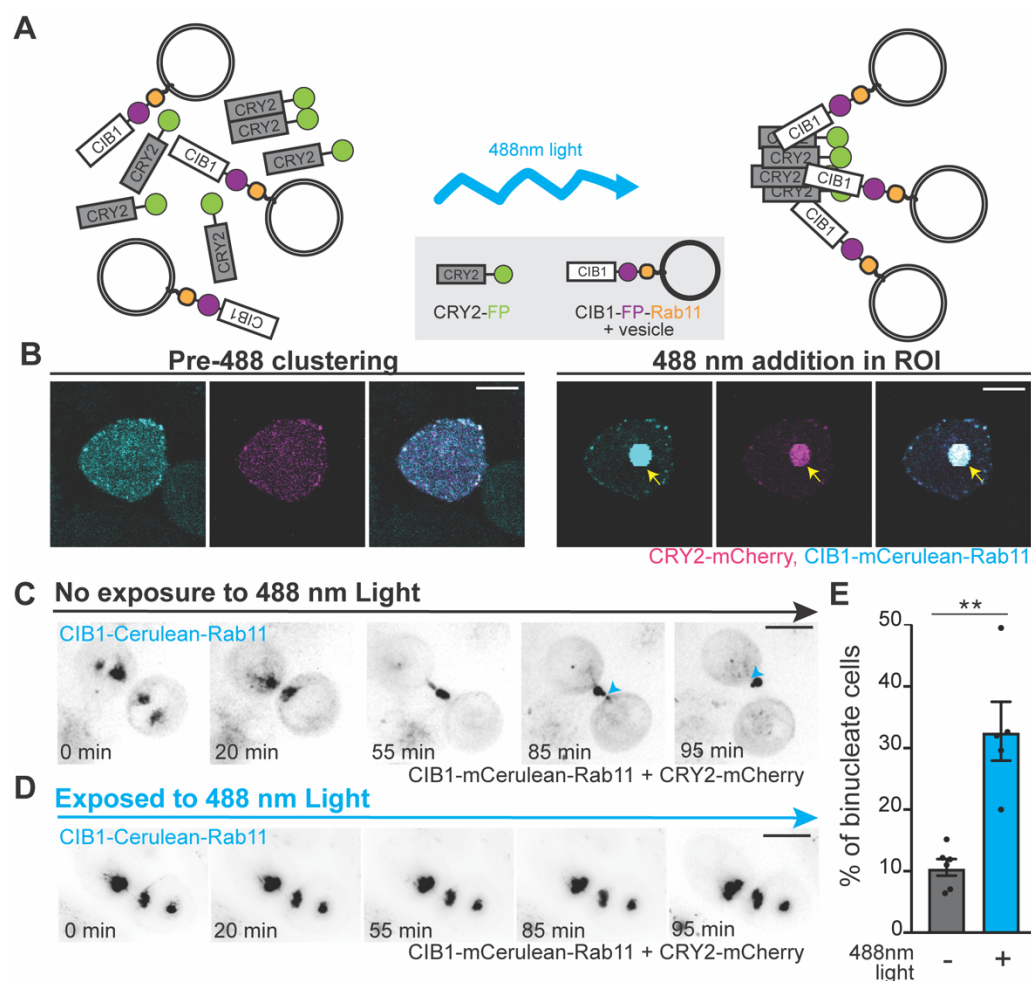 A
CIB1
CRY2
CRY2
CRY2
CIB1
CRY2
CRY2
CRY2
CIB1
488nm light
CRY2
CRY2-FP
CIB1
CIB1-FP-Rab11
+ vesicle
CIB1
CRY2
CRY2
CRY2
CIB1
CIB1
B
Pre-488 clustering
488 nm addition in ROI
CRY2-mCherry, CIB1-mCerulean-Rab11
C
No exposure to 488 nm Light
CIB1-Cerulean-Rab11
0 min
20 min
55 min
85 min
95 min
CIB1-mCerulean-Rab11 + CRY2-mCherry
D
Exposed to 488 nm Light
CIB1-Cerulean-Rab11
0 min
20 min
55 min
85 min
95 min
CIB1-mCerulean-Rab11 + CRY2-mCherry
E
**
% of binucleate cells
50
40
30
20
10
0
488nm
light
- +